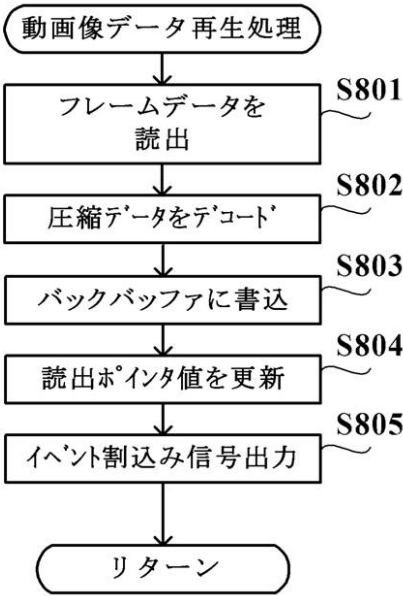 動画像データ再生処理
S801
フレームデータを
読出
S802
圧縮ﾃﾞｰﾀをﾃﾞｺｰﾄﾞ
S803
バックバッファに書込
S804
読出ﾎﾟｲﾝﾀ値を更新
S805
ｲﾍﾞﾝﾄ割込み信号出力
リターン